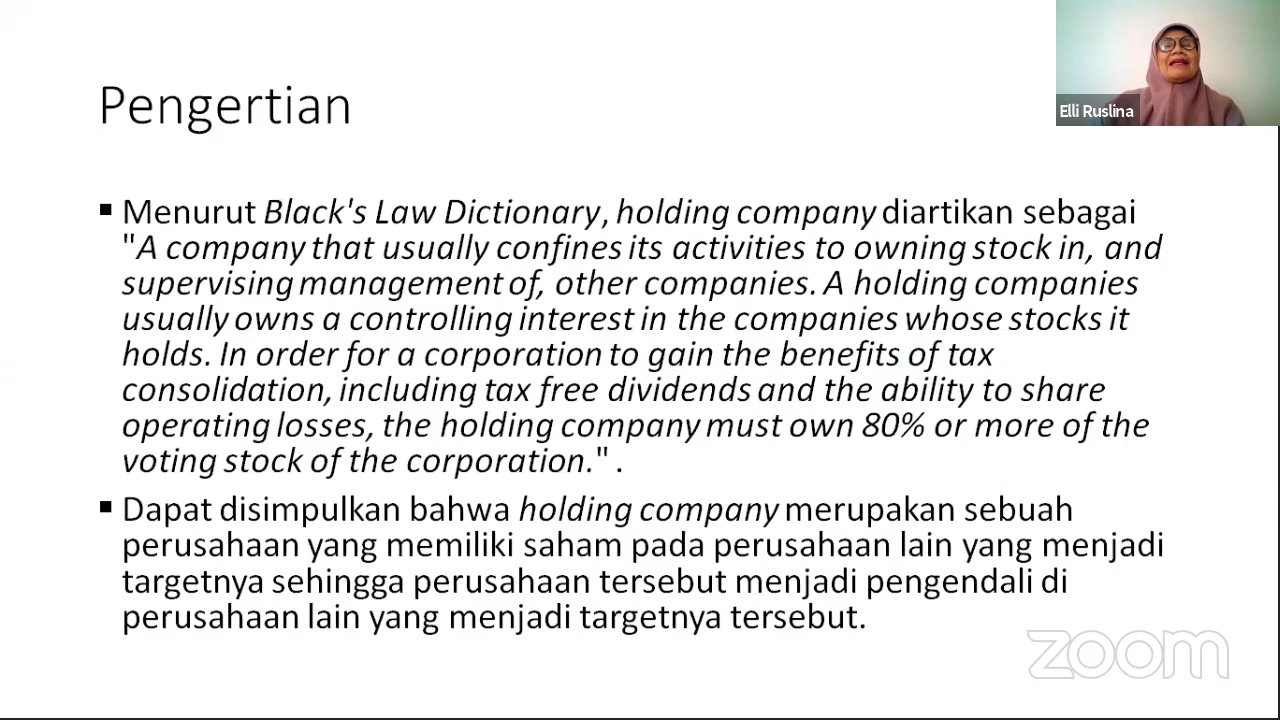 Elli Ruslina
Pengertian
▪ Menurut Black's Law Dictionary, holding company diartikan sebagai
"A company that usually confines its activities to owning stock in, and
supervising management of, other companies. A holding companies
usually owns a controlling interest in the companies whose stocks it
holds. In order for a corporation to gain the benefits of tax
consolidation, including tax free dividends and the ability to share
operating losses, the holding company must own 80% or more of the
voting stock of the corporation." .
▪ Dapat disimpulkan bahwa holding company merupakan sebuah
perusahaan yang memiliki saham pada perusahaan lain yang menjadi
targetnya sehingga perusahaan tersebut menjadi pengendali di
perusahaan lain yang menjadi targetnya tersebut.
zoom